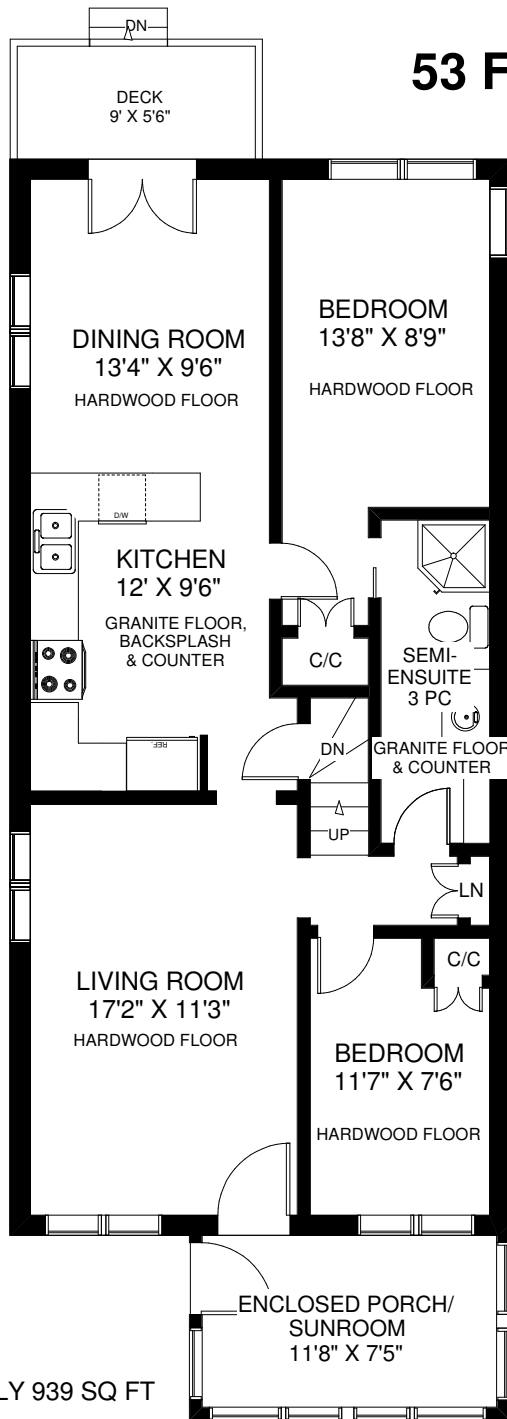 DN
53 F
DECK
9' X 5'6"
DINING ROOM
13'4" X 9'6"
HARDWOOD FLOOR
BEDROOM
13'8" X 8'9"
HARDWOOD FLOOR
D/W
KITCHEN
12' X 9'6"
GRANITE FLOOR,
BACKSPLASH
& COUNTER
C/C
SEMI-
ENSUITE
3 PC
GRANITE FLOOR
& COUNTER
REF.
DN
UP
LN
LIVING ROOM
17'2" X 11'3"
HARDWOOD FLOOR
C/C
BEDROOM
11'7" X 7'6"
HARDWOOD FLOOR
ENCLOSED PORCH/
SUNROOM
11'8" X 7'5"
LY 939 SQ FT